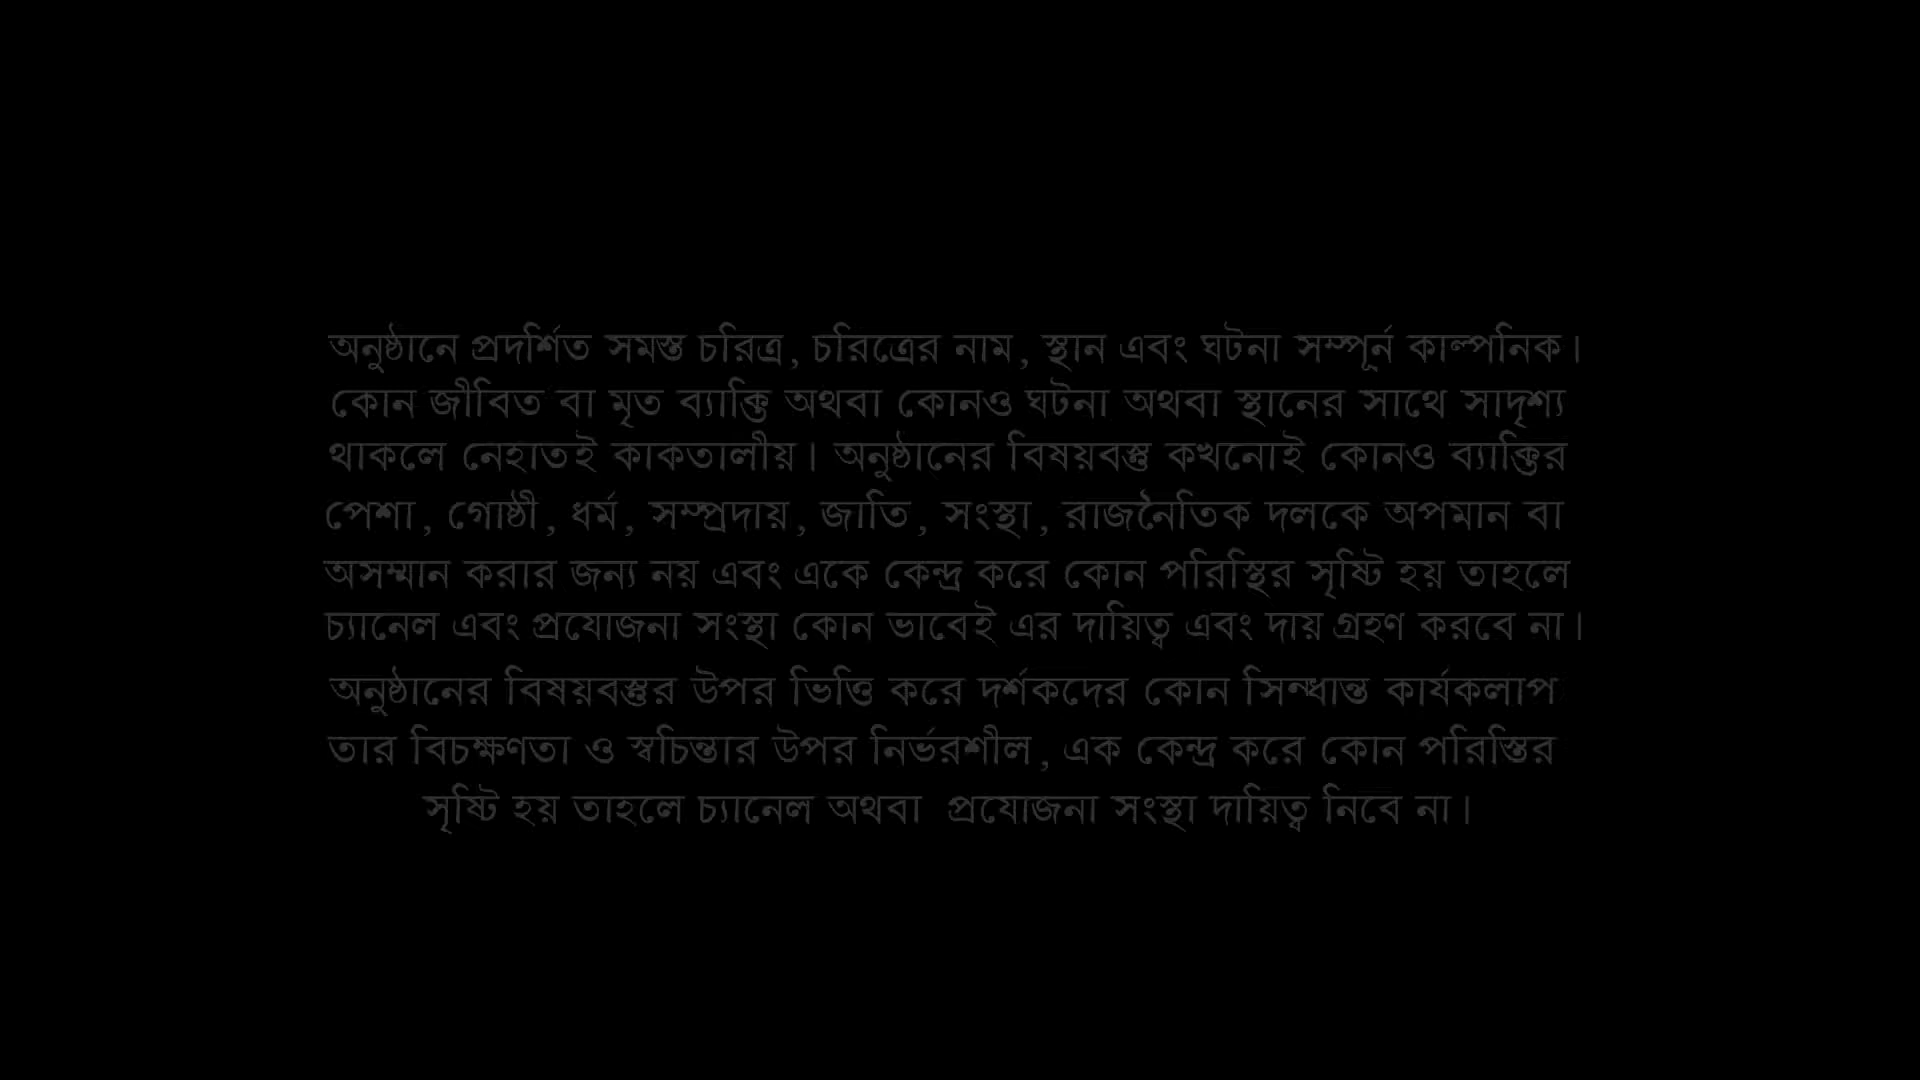 অনুষ্ঠানে প্রদর্শিত সমস্ত চরিত্র, চরিত্রের নাম, স্থান এবং ঘটনা সম্পূর্ন কাল্পনিক।
কোন জীবিত বা মৃত ব্যাক্তি অথবা কোনও ঘটনা অথবা স্থানের সাথে সাদৃশ্য
থাকলে নেহাতই কাকতালীয়। অনুষ্ঠানের বিষয়বস্তু কখনোই কোনও ব্যাক্তির
পেশা, গোষ্ঠী, ধর্ম, সম্প্রদায়, জাতি, সংস্থা, রাজনৈতিক দলকে অপমান বা
অসম্মান করার জন্য নয় এবং একে কেন্দ্র করে কোন পরিস্থির সৃষ্টি হয় তাহলে
চ্যানেল এবং প্রযোজনা সংস্থা কোন ভাবেই এর দায়িত্ব এবং দায় গ্রহণ করবে না।
অনুষ্ঠানের বিষয়বস্তুর উপর ভিত্তি করে দর্শকদের কোন সিন্ধান্ত কার্যকলাপ
তার বিচক্ষণতা ও স্বচিন্তার উপর নির্ভরশীল, এক কেন্দ্র করে কোন পরিস্তির
সৃষ্টি হয় তাহলে চ্যানেল অথবা প্রযোজনা সংস্থা দায়িত্ব নিবে না।